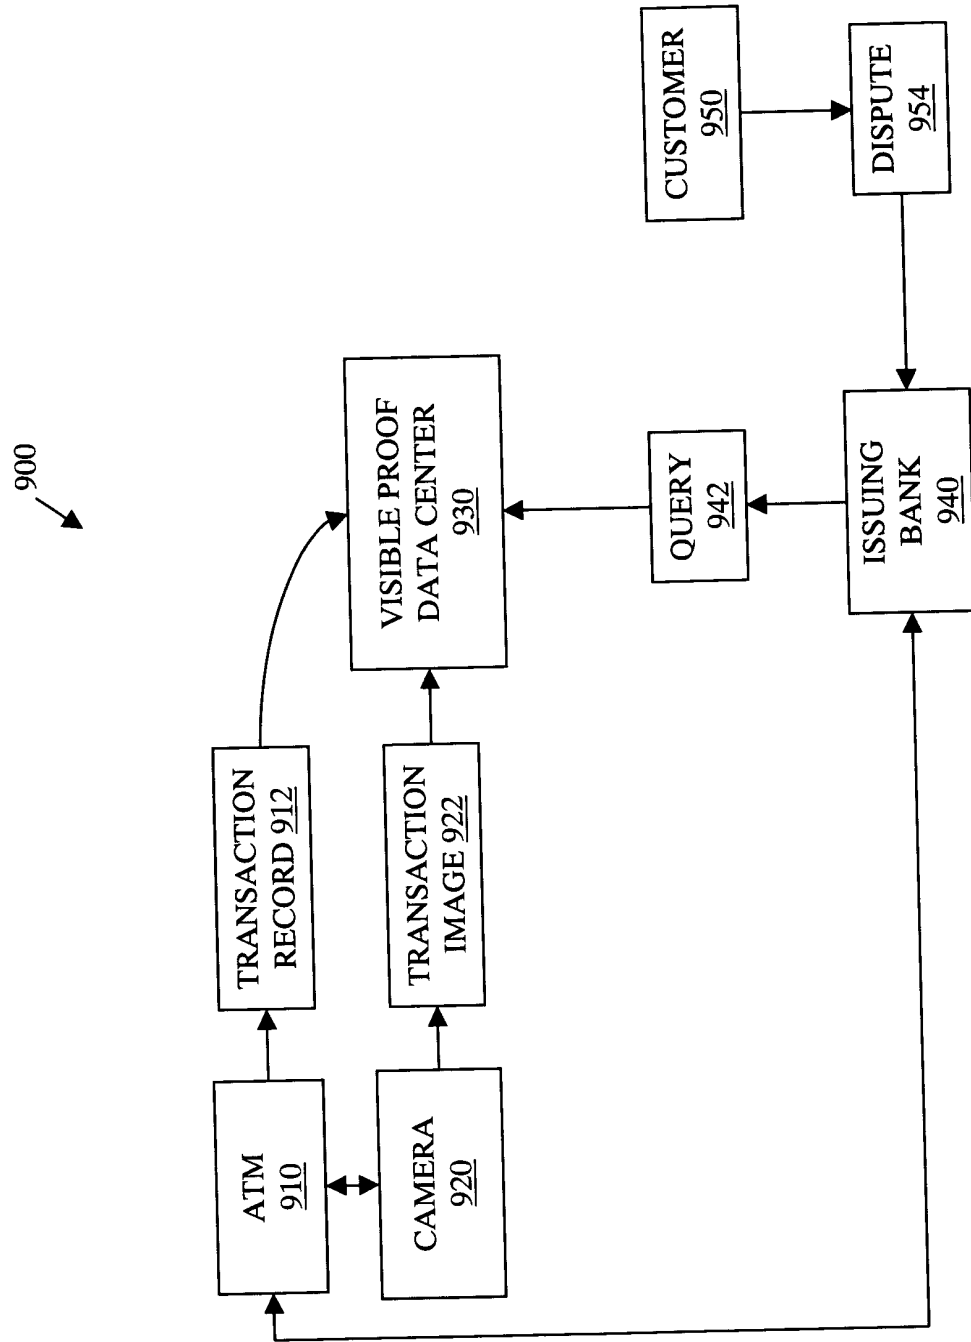 900
ATM
910
TRANSACTION
RECORD 912
CAMERA
920
TRANSACTION
IMAGE 922
VISIBLE PROOF
DATA CENTER
930
QUERY
942
ISSUING
BANK
940
CUSTOMER
950
DISPUTE
954